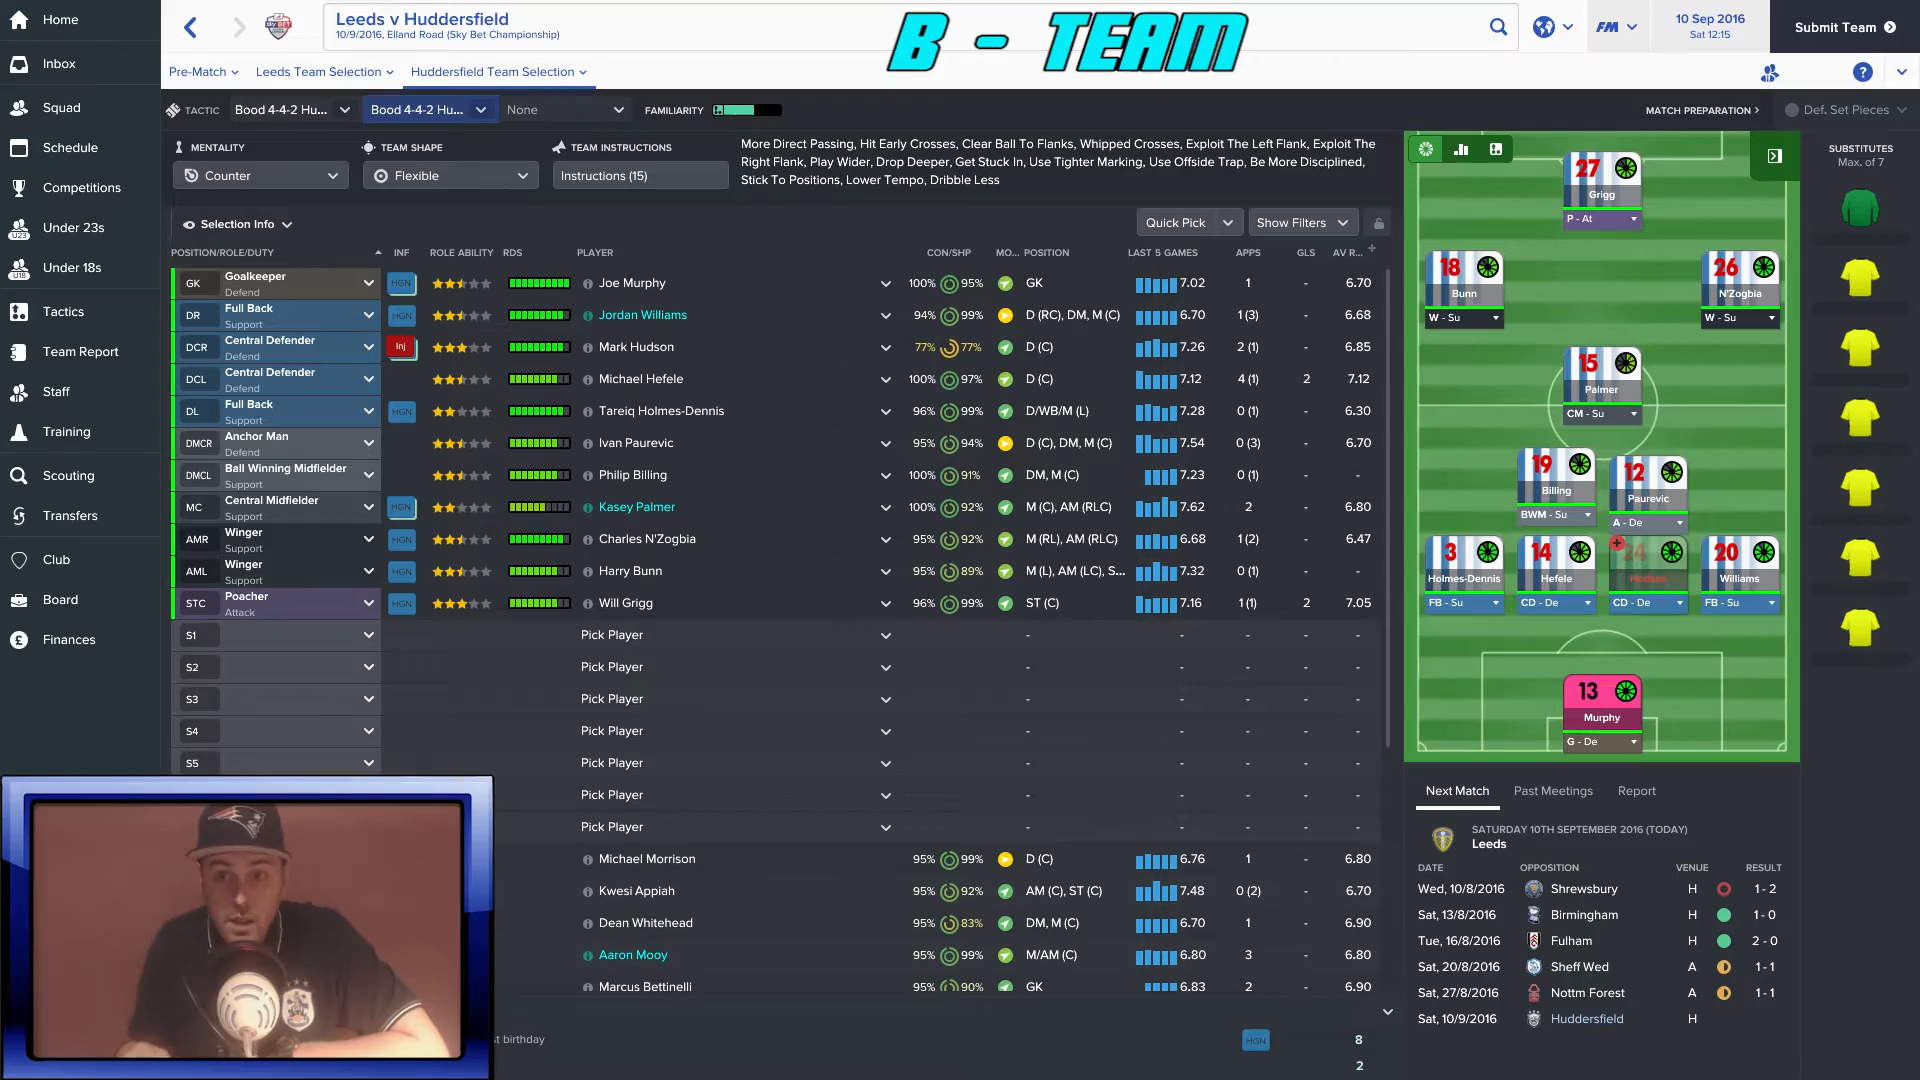 Home
Inbox
Squad
Schedule
Competitions
Under 23s
Under 18s
Tactics
Team Report
Staff
Training
Scouting
Transfers
Club
Board
Finances
Leeds v Huddersfield
10/9/2016, Elland Road (Sky Bet Championship)
B - TEAM
FM
10 Sep 2016
Sat 12:15
Submit Team
Pre-Match
Leeds Team Selection
Huddersfield Team Selection
TACTIC
Bood 4-4-2 Hu...
Bood 4-4-2 Hu...
None
FAMILIARITY
MATCH PREPARATION >
Def. Set Pieces
MENTALITY
Counter
TEAM SHAPE
Flexible
TEAM INSTRUCTIONS
Instructions (15)
More Direct Passing, Hit Early Crosses, Clear Ball To Flanks, Whipped Crosses, Exploit The Left Flank, Exploit The
Right Flank, Play Wider, Drop Deeper, Get Stuck In, Use Tighter Marking, Use Offside Trap, Be More Disciplined,
Stick To Positions, Lower Tempo, Dribble Less
Selection Info
Quick Pick
Show Filters
POSITION/ROLE/DUTY INF ROLE ABILITY RDS PLAYER CON/SHP MO... POSITION LAST 5 GAMES APPS GLS AV R...
GK Goalkeeper Defend HGN Joe Murphy 100% 95% GK 7.02 1 - 6.70
DR Full Back Support HGN Jordan Williams 94% 99% D (RC), DM, M (C) 6.70 1 (3) - 6.68
DCR Central Defender Defend Inj Mark Hudson 77% 77% D (C) 7.26 2 (1) - 6.85
DCL Central Defender Defend Michael Hefele 100% 97% D (C) 7.12 4 (1) 2 7.12
DL Full Back Support HGN Tareiq Holmes-Dennis 96% 99% D/WB/M (L) 7.28 0 (1) - 6.30
DMCR Anchor Man Defend Ivan Paurevic 95% 94% D (C), DM, M (C) 7.54 0 (3) - 6.70
DMCL Ball Winning Midfielder Support Philip Billing 100% 91% DM, M (C) 7.23 0 (1) - -
MC Central Midfielder Support HGN Kasey Palmer 100% 92% M (C), AM (RLC) 7.62 2 - 6.80
AMR Winger Support HGN Charles N'Zogbia 95% 92% M (RL), AM (RLC) 6.68 1 (2) - 6.47
AML Winger Support HGN Harry Bunn 95% 89% M (L), AM (LC), S... 7.32 0 (1) - -
STC Poacher Attack HGN Will Grigg 96% 99% ST (C) 7.16 1 (1) 2 7.05
S1 Pick Player - - - -
S2 Pick Player - - - -
S3 Pick Player - - - -
S4 Pick Player - - - -
S5 Pick Player - - - -
Pick Player - - - -
Pick Player - - - -
Michael Morrison 95% 99% D (C) 6.76 1 - 6.80
Kwesi Appiah 95% 92% AM (C), ST (C) 7.48 0 (2) - 6.70
Dean Whitehead 95% 83% DM, M (C) 6.70 1 - 6.90
Aaron Mooy 95% 99% M/AM (C) 6.80 3 - 6.80
Marcus Bettinelli 95% 90% GK 6.83 2 - 6.90
st birthday HGN 8
2
27
Grigg
P - At
18
Bunn
W - Su
26
N'Zogbia
W - Su
15
Palmer
CM - Su
19
Billing
BWM - Su
12
Paurevic
A - De
3
Holmes-Dennis
FB - Su
14
Hefele
CD - De
24
Hudson
CD - De
20
Williams
FB - Su
13
Murphy
G - De
SUBSTITUTES
Max. of 7
Next Match
Past Meetings
Report
SATURDAY 10TH SEPTEMBER 2016 (TODAY)
Leeds
DATE OPPOSITION VENUE RESULT
Wed, 10/8/2016 Shrewsbury H 1 - 2
Sat, 13/8/2016 Birmingham H 1 - 0
Tue, 16/8/2016 Fulham H 2 - 0
Sat, 20/8/2016 Sheff Wed A 1 - 1
Sat, 27/8/2016 Nottm Forest A 1 - 1
Sat, 10/9/2016 Huddersfield H